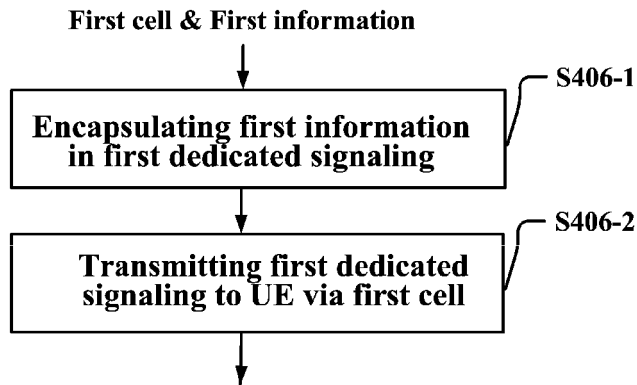 First cell & First information
S406-1
Encapsulating first information
in first dedicated signaling
S406-2
Transmitting first dedicated
signaling to UE via first cell